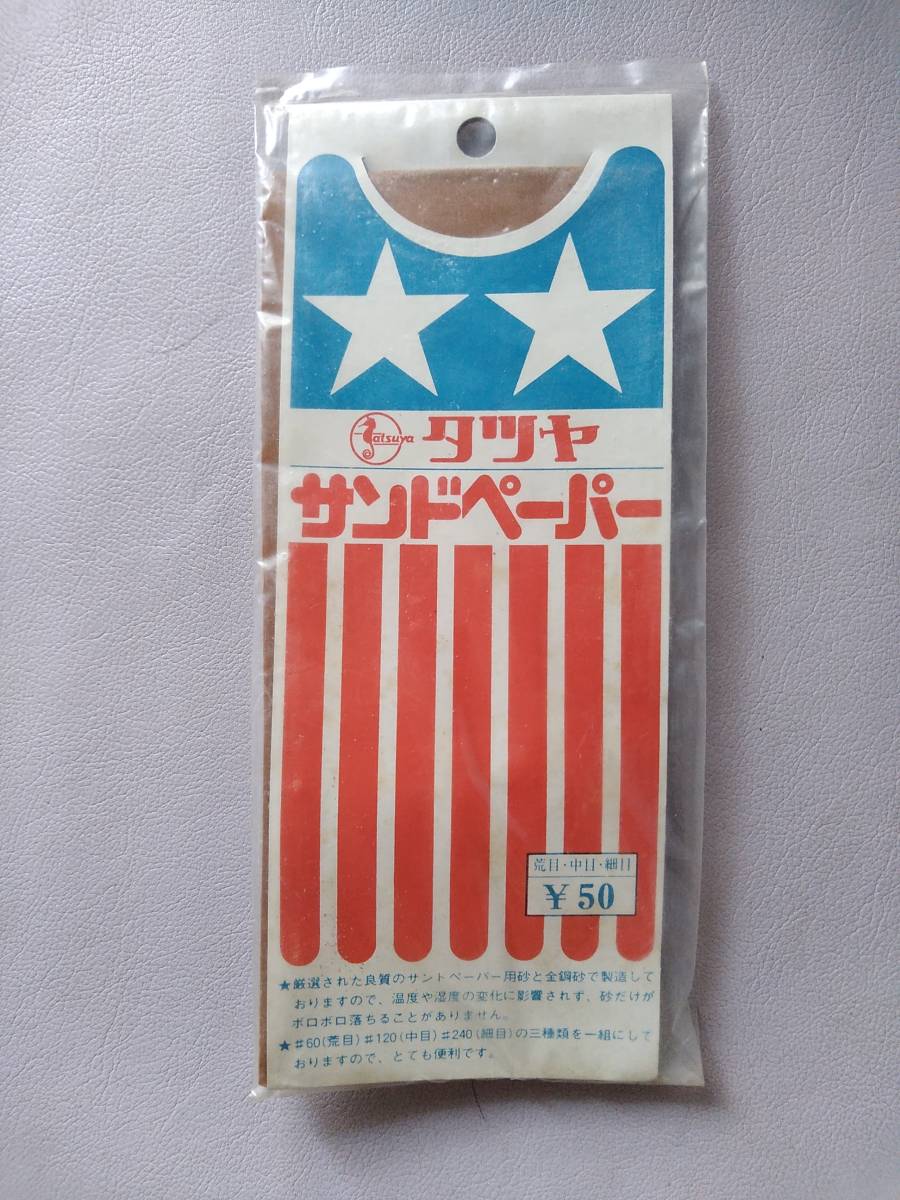 Tatsuya タツヤ
©
サンドペーパー
荒目・中目・細目
¥50
★厳選された良質のサンドペーパー用砂と金鋼砂で製造して
おりますので、温度や湿度の変化に影響されず、砂だけが
ボロボロ落ちることがありません。
★♯60(荒目)♯120(中目)♯240(細目)の三種類を一組にして
おりますので、とても便利です。